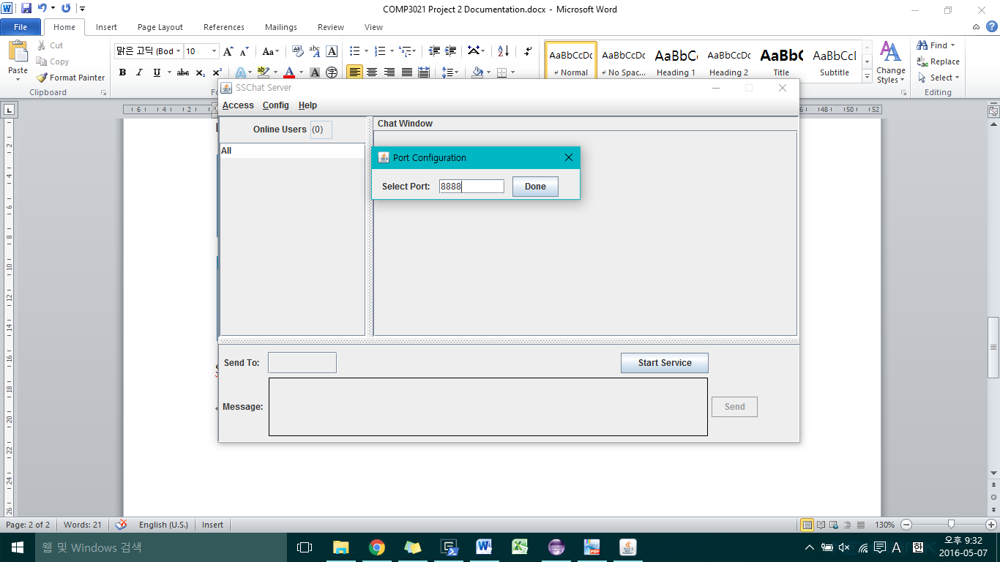 COMP3021 Project 2 Documentation.docx - Microsoft Word
File Home Insert Page Layout References Mailings Review View
Paste
Cut
Copy
Format Painter
Clipboard
맑은 고딕 (Bod 10
AaBbCcDc AaBbCcDc AaBbC AaBbCcDc AaBbC AaBbCcI
Normal No Spac... Heading 1 Heading 2 Title Subtitle
Change
Styles
Find
Replace
Select
Editing
SSChat Server
Access Config Help
Online Users (0)
All
Chat Window
Port Configuration
Select Port: 8888 Done
Send To: Start Service
Message: Send
Page: 2 of 2 Words: 21 English (U.S.) Insert 130%
웹 및 Windows 검색
A 한
오후 9:32
2016-05-07